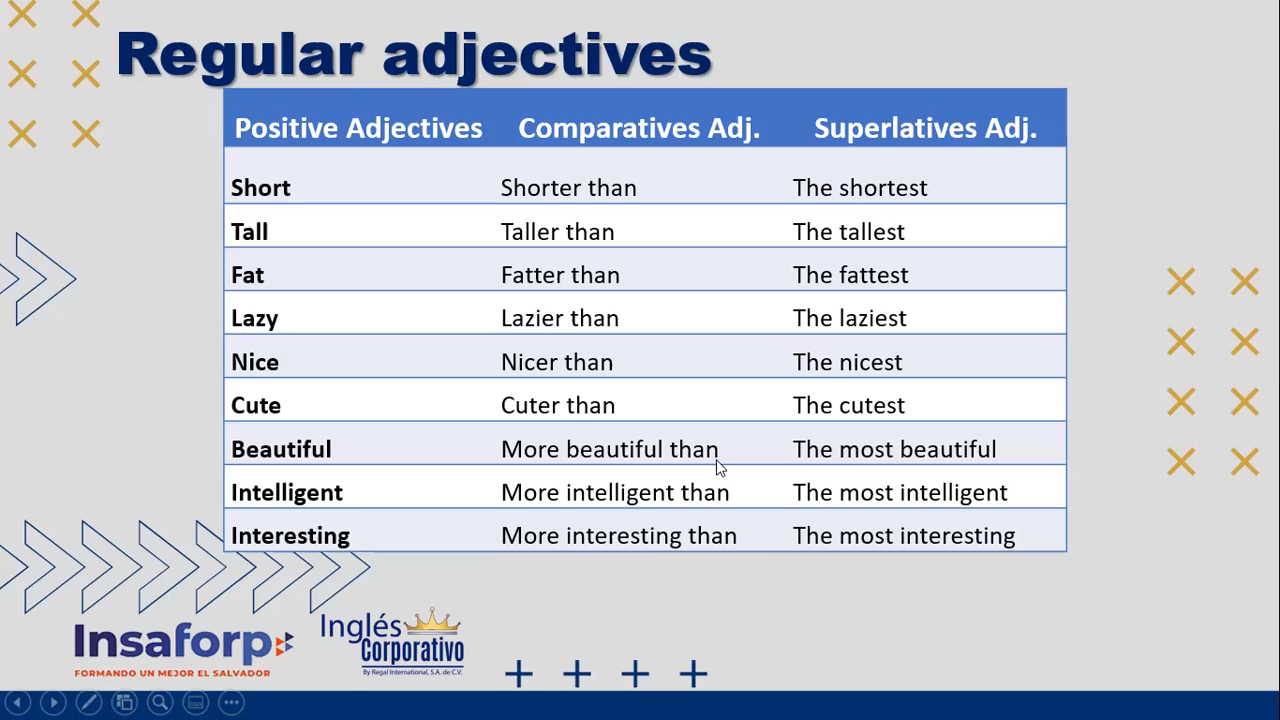 Regular adjectives
Positive Adjectives Comparatives Adj. Superlatives Adj.
Short Shorter than The shortest
Tall Taller than The tallest
Fat Fatter than The fattest
Lazy Lazier than The laziest
Nice Nicer than The nicest
Cute Cuter than The cutest
Beautiful More beautiful than The most beautiful
Intelligent More intelligent than The most intelligent
Interesting More interesting than The most interesting
Insaforp
FORMANDO UN MEJOR EL SALVADOR
Inglés
Corporativo
By Regal International, S.A. de C.V.